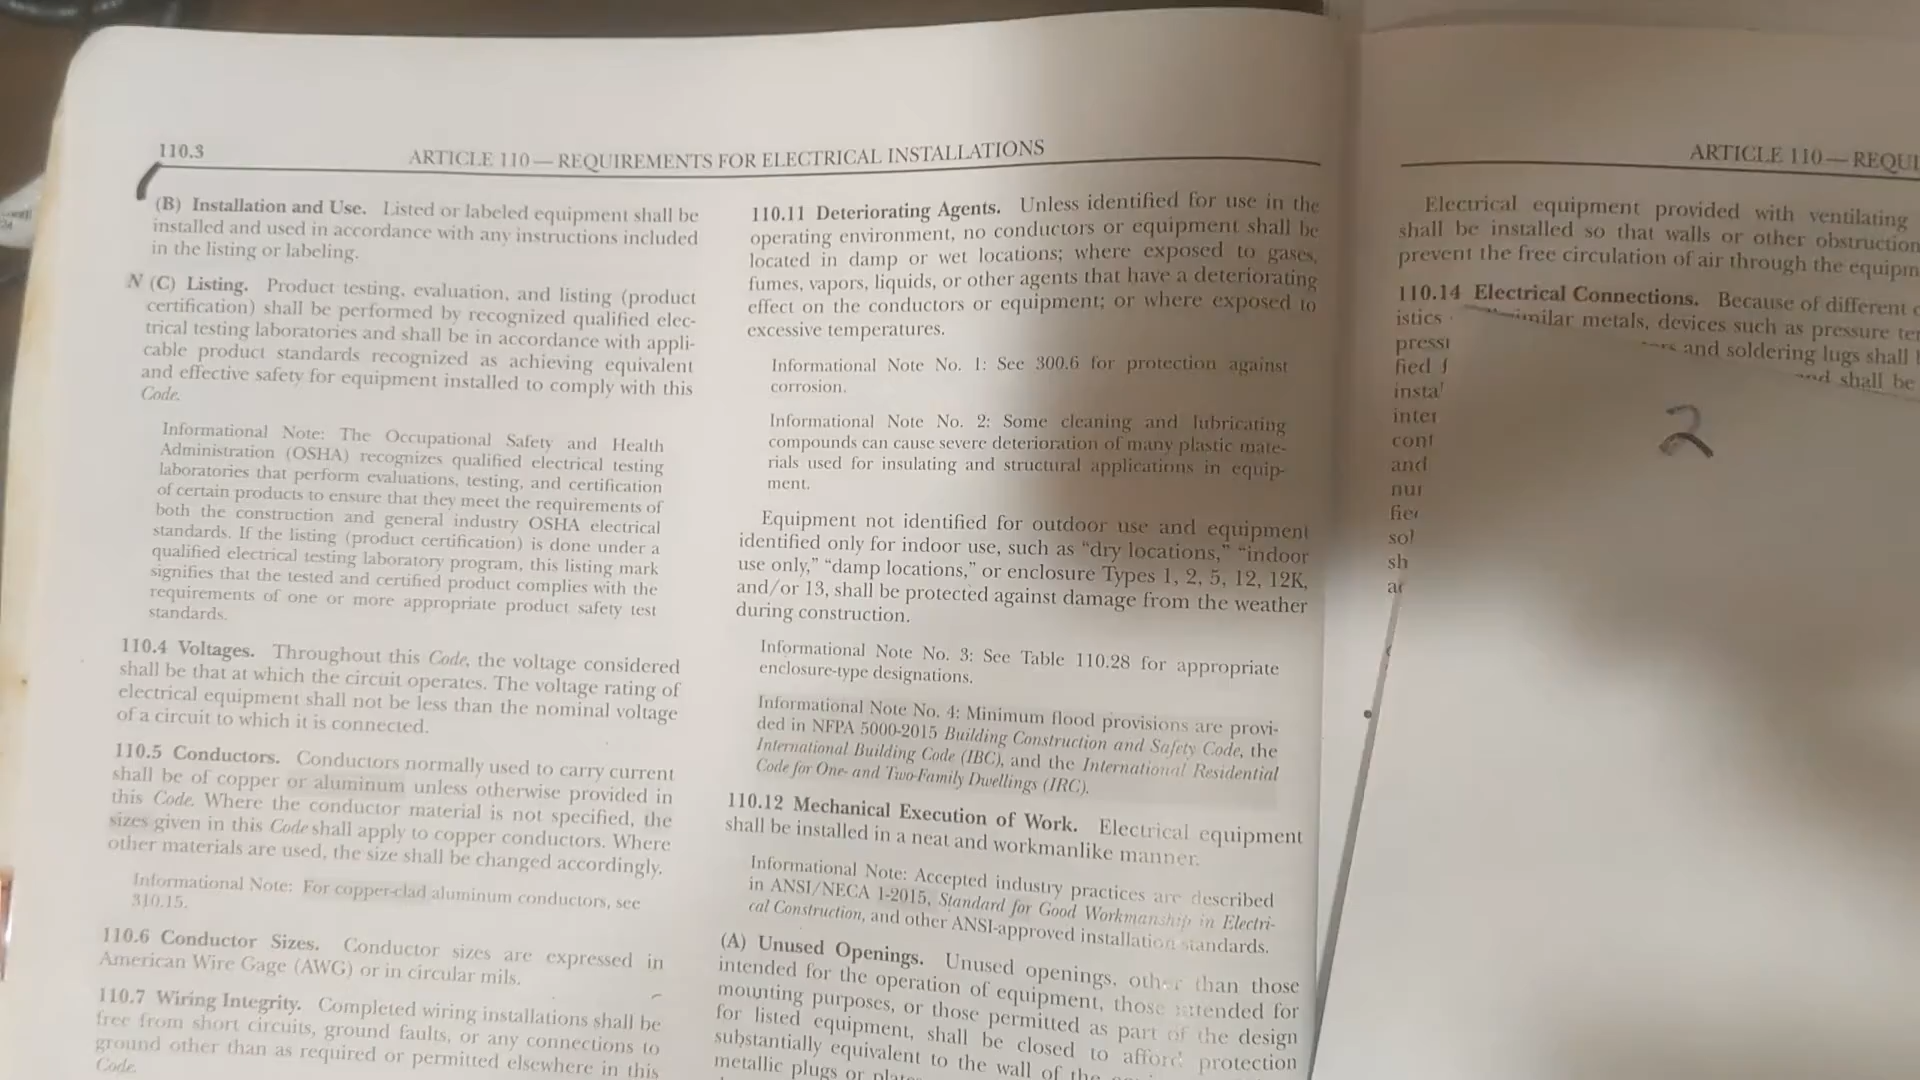 110.3
ARTICLE 110 — REQUIREMENTS FOR ELECTRICAL INSTALLATIONS
(B) Installation and Use. Listed or labeled equipment shall be
installed and used in accordance with any instructions included
in the listing or labeling.
N (C) Listing. Product testing, evaluation, and listing (product
certification) shall be performed by recognized qualified elec-
trical testing laboratories and shall be in accordance with appli-
cable product standards recognized as achieving equivalent
and effective safety for equipment installed to comply with this
Code.
Informational Note: The Occupational Safety and Health
Administration (OSHA) recognizes qualified electrical testing
laboratories that perform evaluations, testing, and certification
of certain products to ensure that they meet the requirements of
both the construction and general industry OSHA electrical
standards. If the listing (product certification) is done under a
qualified electrical testing laboratory program, this listing mark
signifies that the tested and certified product complies with the
requirements of one or more appropriate product safety test
standards.
110.4 Voltages. Throughout this Code, the voltage considered
shall be that at which the circuit operates. The voltage rating of
electrical equipment shall not be less than the nominal voltage
of a circuit to which it is connected.
110.5 Conductors. Conductors normally used to carry current
shall be of copper or aluminum unless otherwise provided in
this Code. Where the conductor material is not specified, the
sizes given in this Code shall apply to copper conductors. Where
other materials are used, the size shall be changed accordingly.
Informational Note: For copper-clad aluminum conductors, see
310.15.
110.6 Conductor Sizes. Conductor sizes are expressed in
American Wire Gage (AWG) or in circular mils.
110.7 Wiring Integrity. Completed wiring installations shall be
free from short circuits, ground faults, or any connections to
ground other than as required or permitted elsewhere in this
Code.
110.11 Deteriorating Agents. Unless identified for use in the
operating environment, no conductors or equipment shall be
located in damp or wet locations; where exposed to gases,
fumes, vapors, liquids, or other agents that have a deteriorating
effect on the conductors or equipment; or where exposed to
excessive temperatures.
Informational Note No. 1: See 300.6 for protection against
corrosion.
Informational Note No. 2: Some cleaning and lubricating
compounds can cause severe deterioration of many plastic mate-
rials used for insulating and structural applications in equip-
ment.
Equipment not identified for outdoor use and equipment
identified only for indoor use, such as “dry locations,” “indoor
use only,” “damp locations,” or enclosure Types 1, 2, 5, 12, 12K,
and/or 13, shall be protected against damage from the weather
during construction.
Informational Note No. 3: See Table 110.28 for appropriate
enclosure-type designations.
Informational Note No. 4: Minimum flood provisions are provi-
ded in NFPA 5000-2015 Building Construction and Safety Code, the
International Building Code (IBC), and the International Residential
Code for One- and Two-Family Dwellings (IRC).
110.12 Mechanical Execution of Work. Electrical equipment
shall be installed in a neat and workmanlike manner.
Informational Note: Accepted industry practices are described
in ANSI/NECA 1-2015, Standard for Good Workmanship in Electri-
cal Construction, and other ANSI-approved installation standards.
(A) Unused Openings. Unused openings, other than those
intended for the operation of equipment, those intended for
mounting purposes, or those permitted as part of the design
for listed equipment, shall be closed to afford protection
substantially equivalent to the wall of the
metallic plugs or
ARTICLE 110 — REQUI
Electrical equipment provided with ventilating
shall be installed so that walls or other obstruction
prevent the free circulation of air through the equipm
110.14 Electrical Connections. Because of different c
istics
metals, devices such as pressure ter
and soldering lugs shall
fied
shall be
inter
and
sh
2